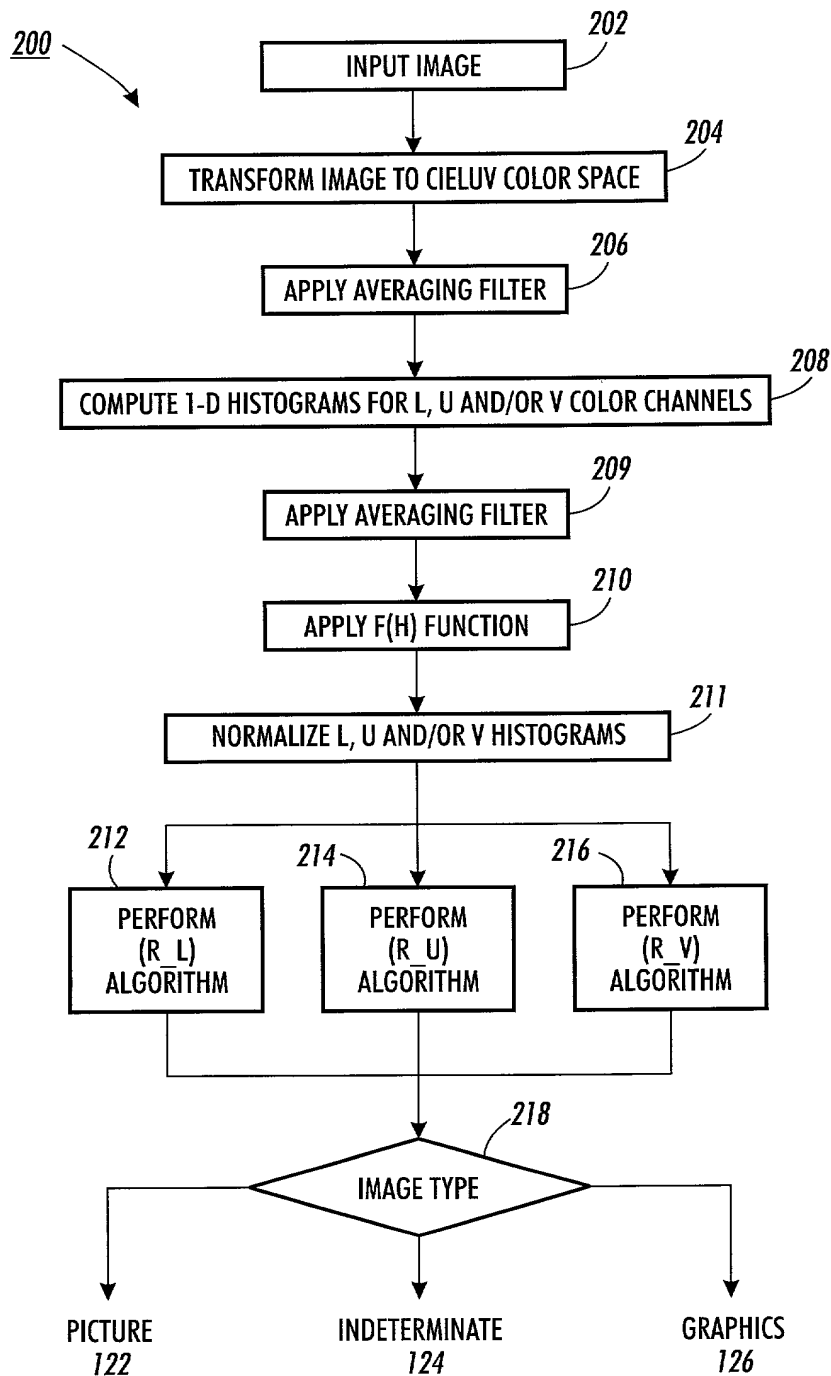 200
202
INPUT IMAGE
204
TRANSFORM IMAGE TO CIELUV COLOR SPACE
206
APPLY AVERAGING FILTER
208
COMPUTE 1-D HISTOGRAMS FOR L, U AND/OR V COLOR CHANNELS
209
APPLY AVERAGING FILTER
210
APPLY F(H) FUNCTION
211
NORMALIZE L, U AND/OR V HISTOGRAMS
212
PERFORM
(R_L)
ALGORITHM
214
PERFORM
(R_U)
ALGORITHM
216
PERFORM
(R_V)
ALGORITHM
218
IMAGE TYPE
PICTURE
122
INDETERMINATE
124
GRAPHICS
126